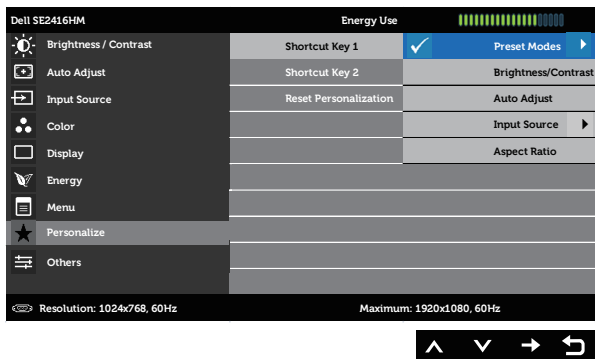 Dell SE2416HM Energy Use
Brightness / Contrast
Auto Adjust
Input Source
Color
Display
Energy
Menu
Personalize
Others
Shortcut Key 1
Shortcut Key 2
Reset Personalization
Preset Modes
Brightness/Contrast
Auto Adjust
Input Source
Aspect Ratio
Resolution: 1024x768, 60Hz Maximum: 1920x1080, 60Hz